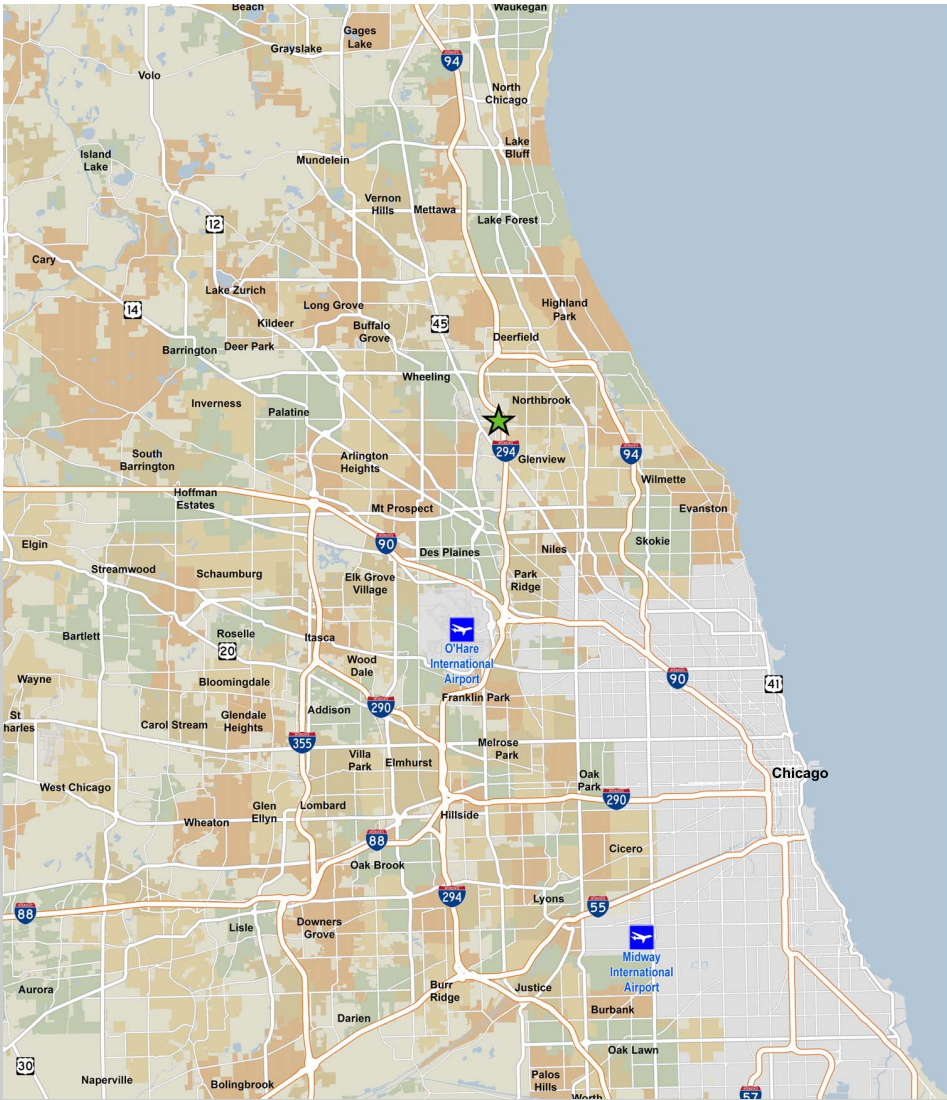 Beach
Waukegan
Gages
Lake
Grayslake
94
Volo
North
Chicago
Lake
Bluff
Island
Lake
Mundelein
Vernon
Hills
Mettawa
Lake Forest
12
Cary
Lake Zurich
Long Grove
Highland
Park
14
Kildeer
Buffalo
Grove
45
Deerfield
Barrington
Deer Park
Wheeling
Northbrook
Inverness
Palatine
294
Glenview
94
South
Barrington
Arlington
Heights
Wilmette
Hoffman
Estates
Mt Prospect
Evanston
Elgin
90
Des Plaines
Niles
Skokie
Streamwood
Schaumburg
Elk Grove
Village
Park
Ridge
Bartlett
Roselle
20
Itasca
O'Hare
International
Airport
Wood
Dale
Wayne
Bloomingdale
90
41
Franklin Park
St
harles
Carol Stream
Glendale
Heights
Addison
290
355
Villa
Park
Elmhurst
Melrose
Park
Chicago
West Chicago
Oak
Park
290
Glen
Ellyn
Lombard
Hillside
Wheaton
88
Oak Brook
Cicero
294
Lyons
55
88
Lisle
Downers
Grove
Midway
International
Airport
Aurora
Burr
Ridge
Justice
Darien
Burbank
Oak Lawn
30
Naperville
Bolingbrook
Palos
Hills
Worth
57